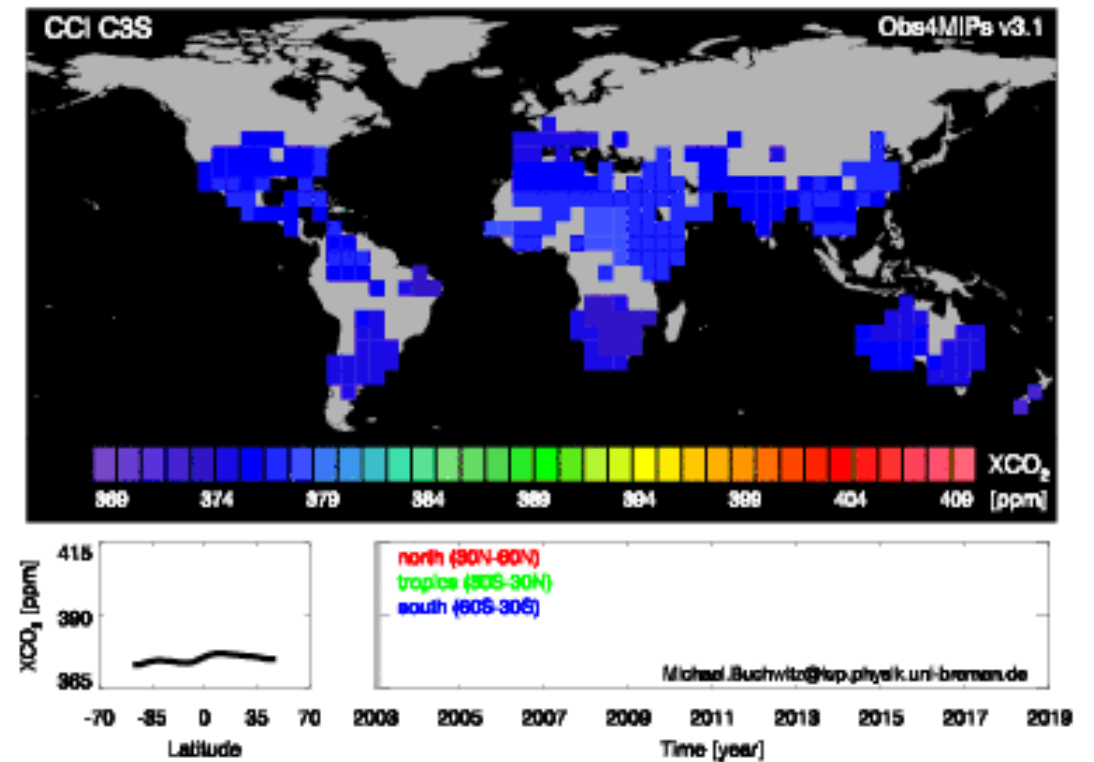 CCI C3S
Obs4MIPs v3.1
XCO₂
369 374 379 384 389 394 399 404 409 [ppm]
415
390
365
XCO₂ [ppm]
-70 -35 0 35 70
Latitude
north (30N-60N)
tropics (30S-30N)
south (60S-30S)
Michael.Buchwitz@iup.physik.uni-bremen.de
2003 2005 2007 2009 2011 2013 2015 2017 2019
Time [year]